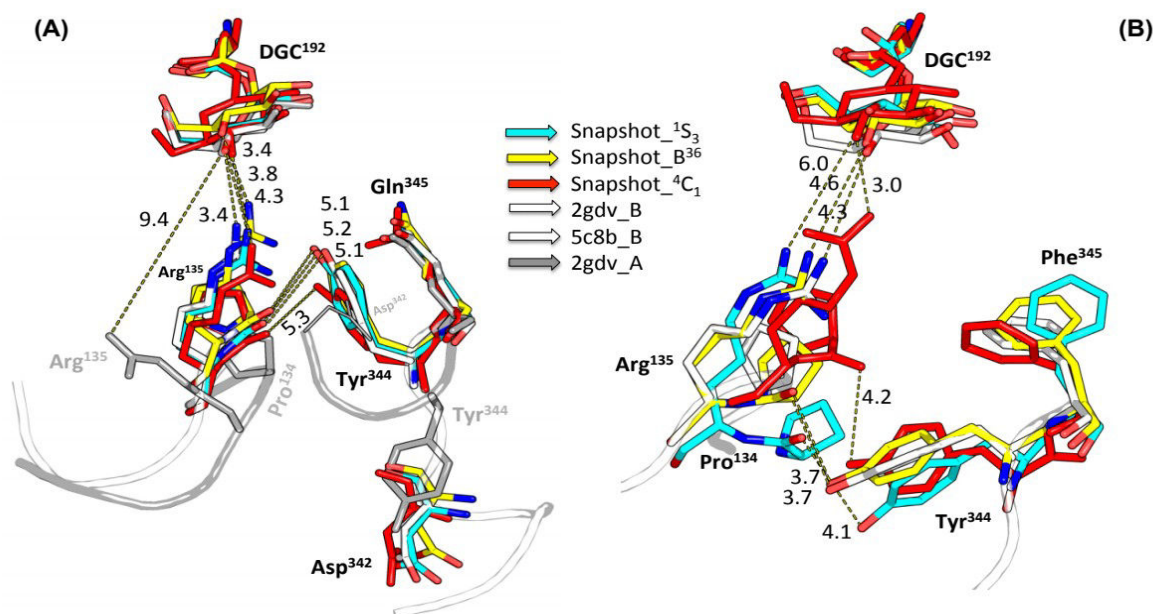 (A)
DGC¹⁹²
3.4
3.8
4.3
9.4
3.4
5.1
5.2
5.1
Gln³⁴⁵
Arg¹³⁵
Asp³⁴²
5.3
Arg¹³⁵
Pro¹³⁴
Tyr³⁴⁴
Tyr³⁴⁴
Asp³⁴²
Snapshot_¹S₃
Snapshot_B³⁶
Snapshot_⁴C₁
2gdv_B
5c8b_B
2gdv_A
(B)
DGC¹⁹²
6.0
4.6
3.0
4.3
Phe³⁴⁵
Arg¹³⁵
4.2
Pro¹³⁴
3.7
3.7
4.1
Tyr³⁴⁴